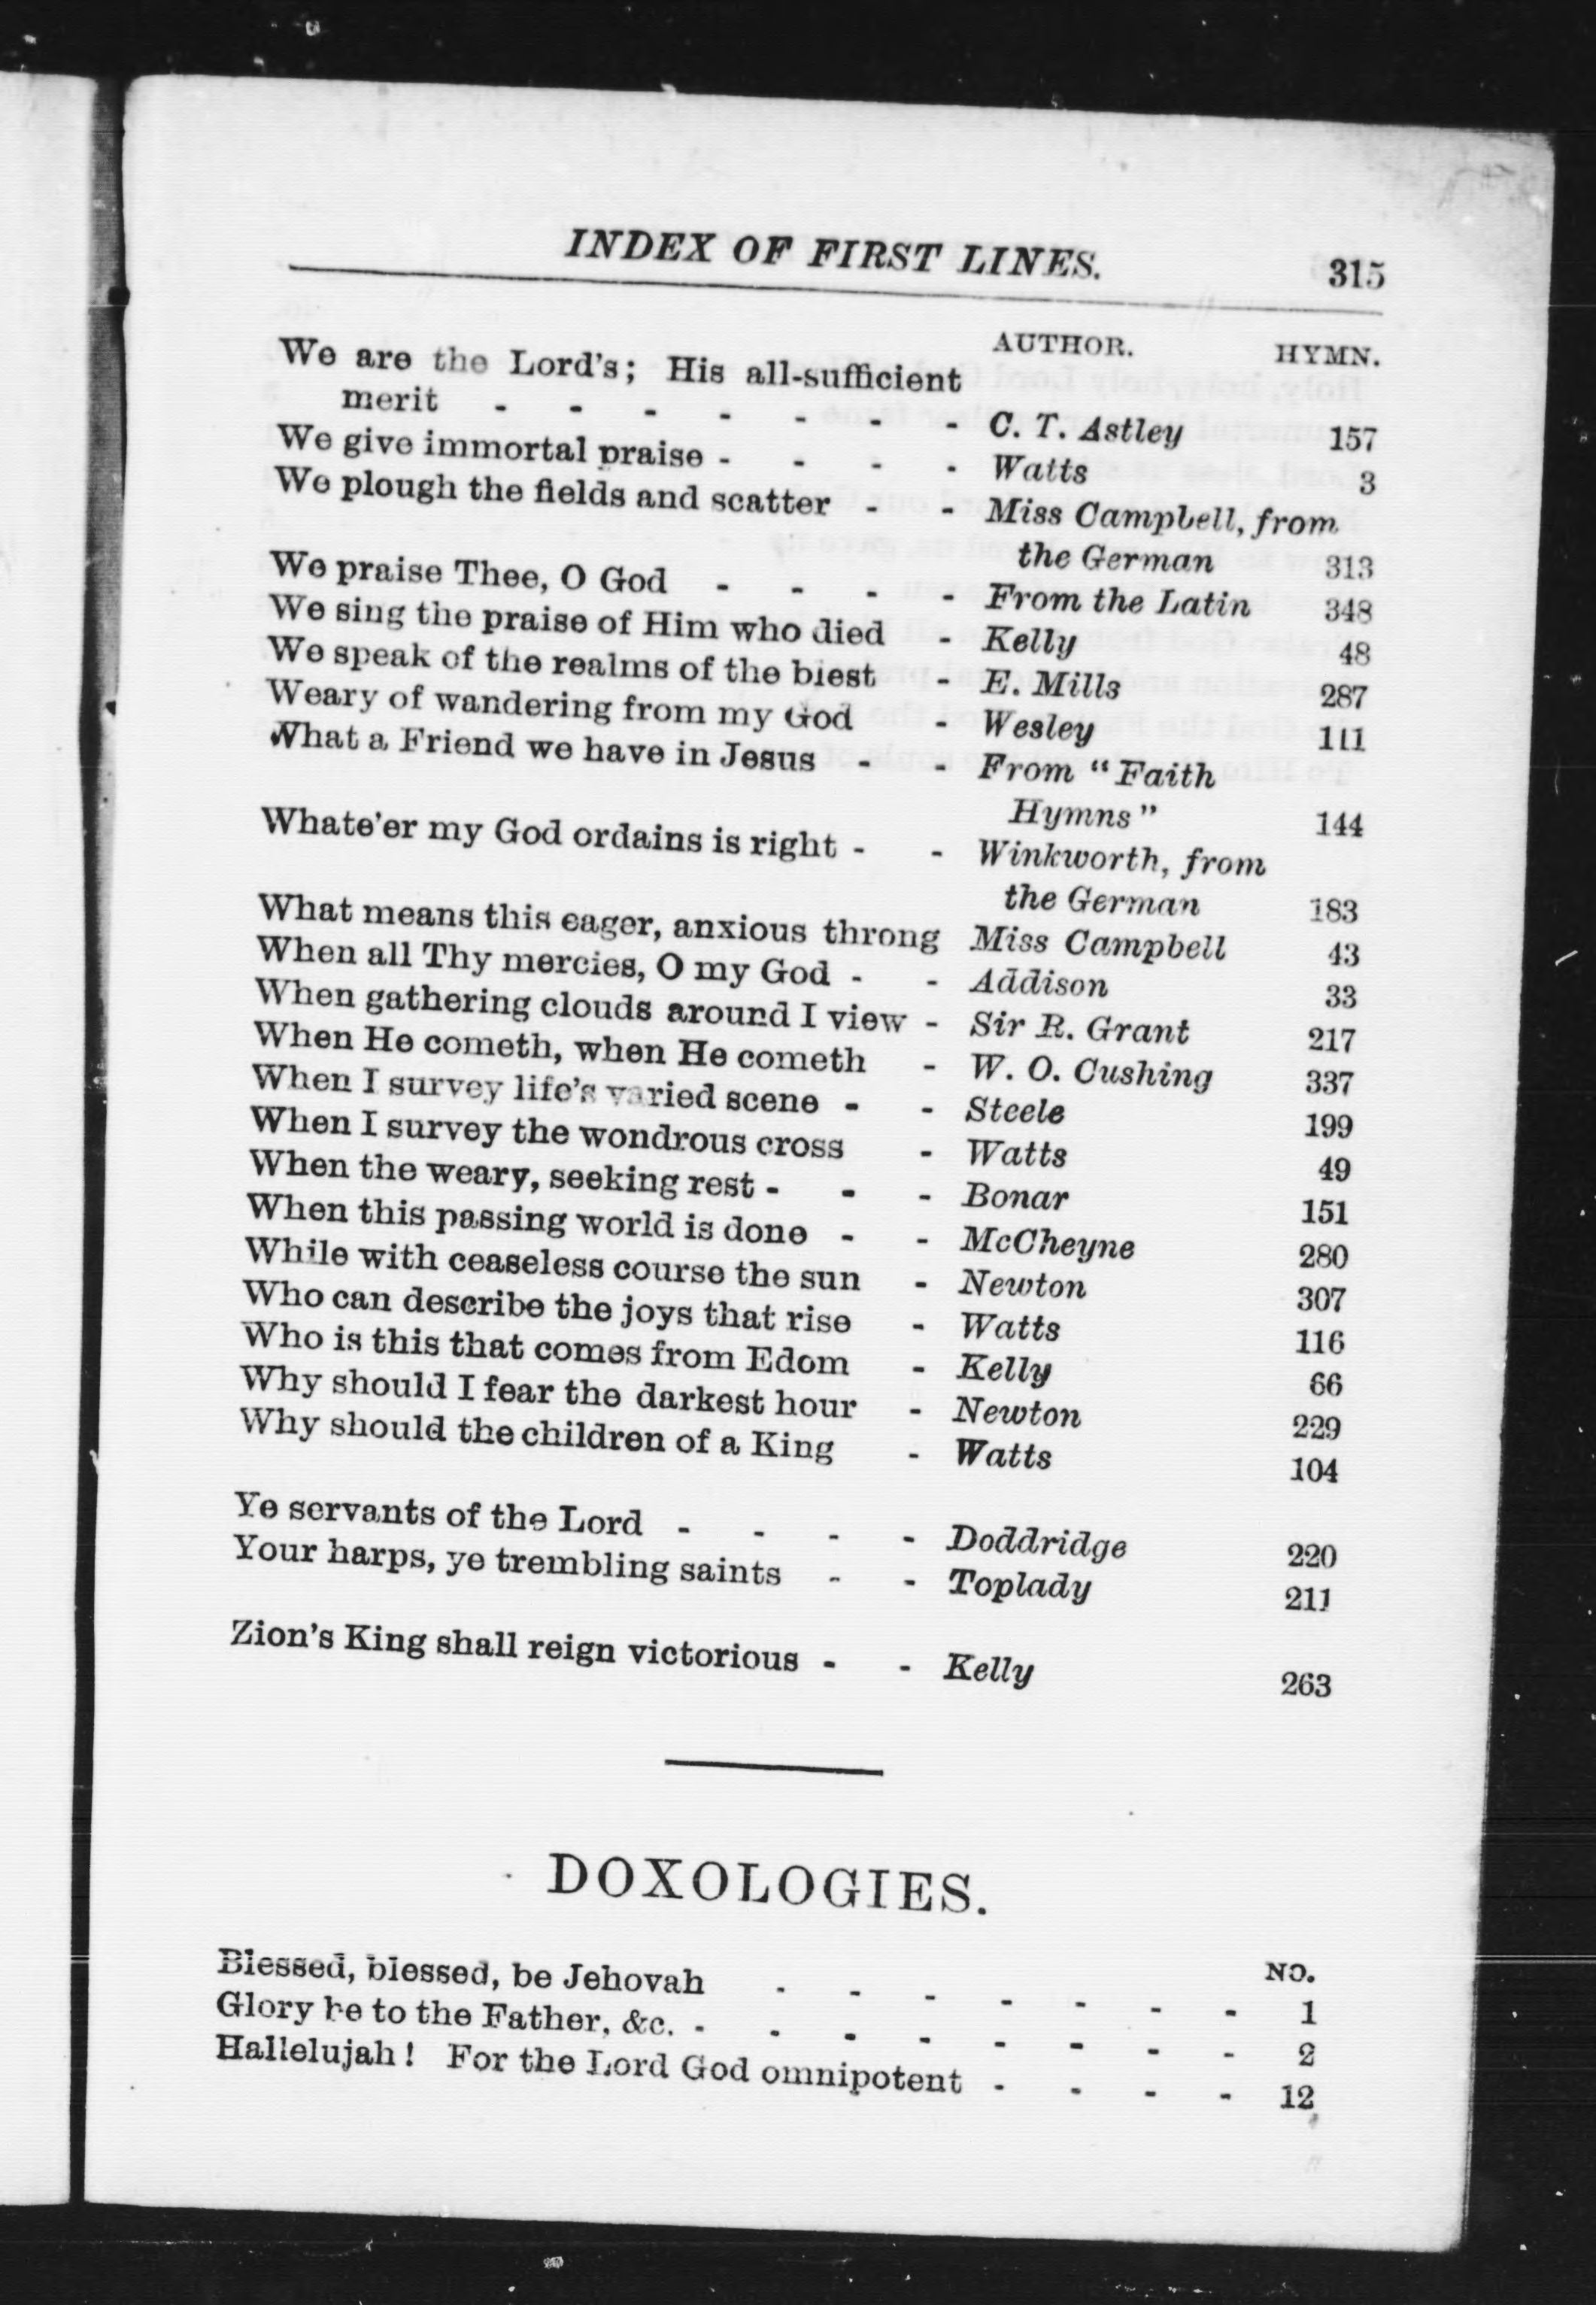 INDEX OF FIRST LINES. 315
AUTHOR. HYMN.
We are the Lord's; His all-sufficient
merit - - - - - - - C. T. Astley 157
We give immortal praise - - - - Watts 3
We plough the fields and scatter - - Miss Campbell, from
the German 313
We praise Thee, O God - - - - From the Latin 348
We sing the praise of Him who died - Kelly 48
We speak of the realms of the blest - E. Mills 287
Weary of wandering from my God - Wesley 111
What a Friend we have in Jesus - - From "Faith
Hymns" 144
Whate'er my God ordains is right - - Winkworth, from
the German 183
What means this eager, anxious throng Miss Campbell 43
When all Thy mercies, O my God - - Addison 33
When gathering clouds around I view - Sir R. Grant 217
When He cometh, when He cometh - W. O. Cushing 337
When I survey life's varied scene - - Steele 199
When I survey the wondrous cross - Watts 49
When the weary, seeking rest - - - Bonar 151
When this passing world is done - - McCheyne 280
While with ceaseless course the sun - Newton 307
Who can describe the joys that rise - Watts 116
Who is this that comes from Edom - Kelly 66
Why should I fear the darkest hour - Newton 229
Why should the children of a King - Watts 104
Ye servants of the Lord - - - - Doddridge 220
Your harps, ye trembling saints - - Toplady 211
Zion's King shall reign victorious - - Kelly 263
DOXOLOGIES.
NO.
Blessed, blessed, be Jehovah - - - - - - - 1
Glory be to the Father, &c. - - - - - - - - 2
Hallelujah! For the Lord God omnipotent - - - - 12